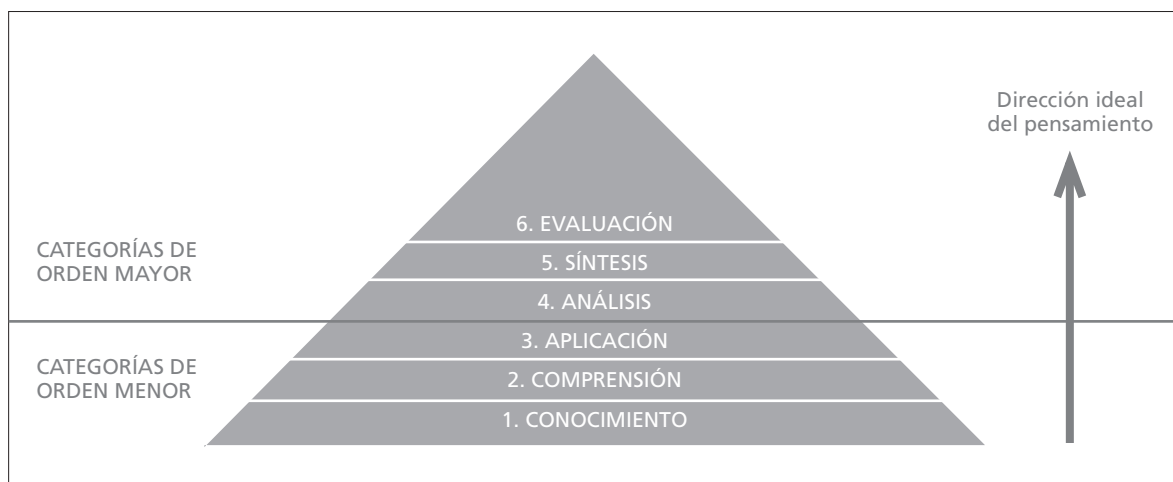 Dirección ideal
del pensamiento
6. EVALUACIÓN
CATEGORÍAS DE
ORDEN MAYOR
5. SÍNTESIS
4. ANÁLISIS
3. APLICACIÓN
CATEGORÍAS DE
ORDEN MENOR
2. COMPRENSIÓN
1. CONOCIMIENTO